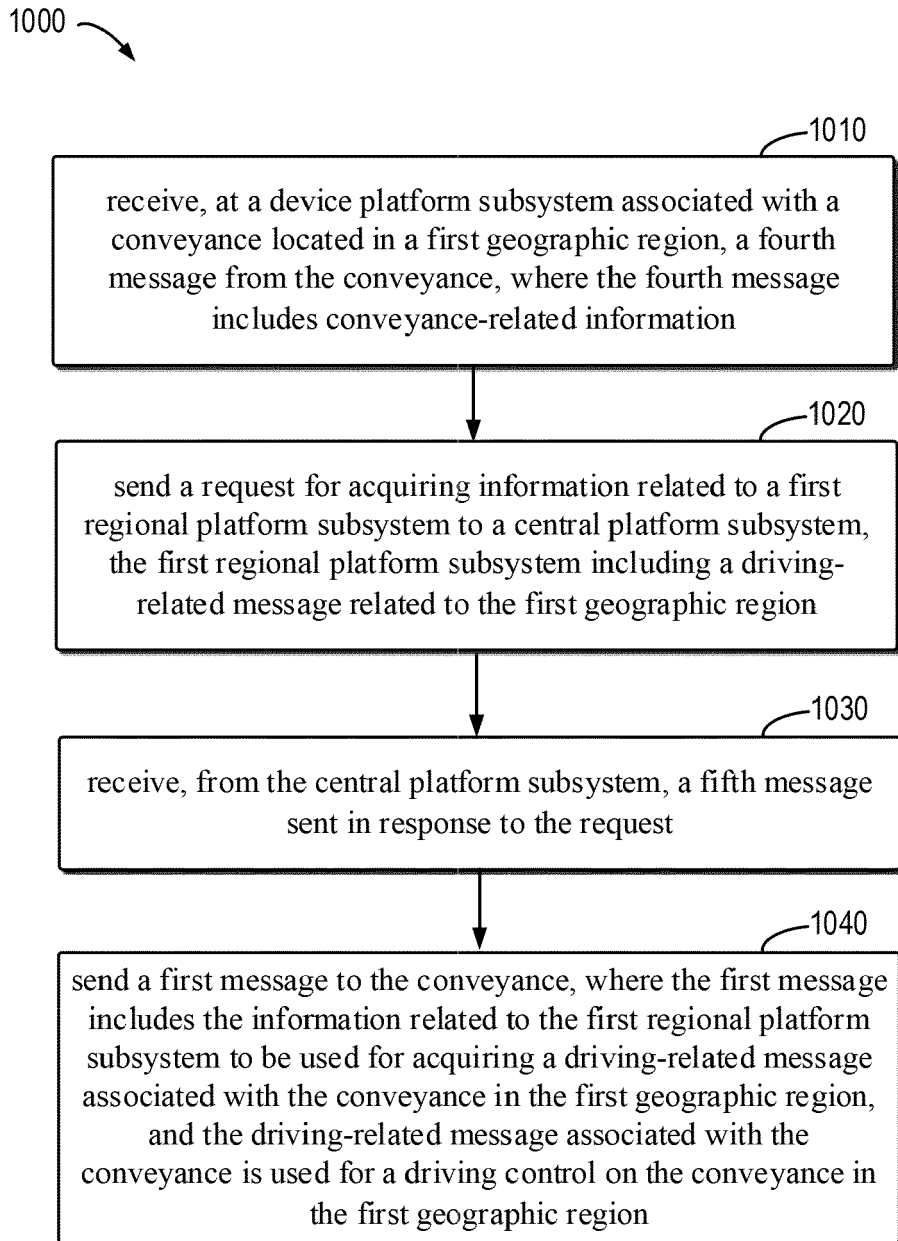 1000
1010
receive, at a device platform subsystem associated with a
conveyance located in a first geographic region, a fourth
message from the conveyance, where the fourth message
includes conveyance-related information
1020
send a request for acquiring information related to a first
regional platform subsystem to a central platform subsystem,
the first regional platform subsystem including a driving-
related message related to the first geographic region
1030
receive, from the central platform subsystem, a fifth message
sent in response to the request
1040
send a first message to the conveyance, where the first message
includes the information related to the first regional platform
subsystem to be used for acquiring a driving-related message
associated with the conveyance in the first geographic region,
and the driving-related message associated with the
conveyance is used for a driving control on the conveyance in
the first geographic region